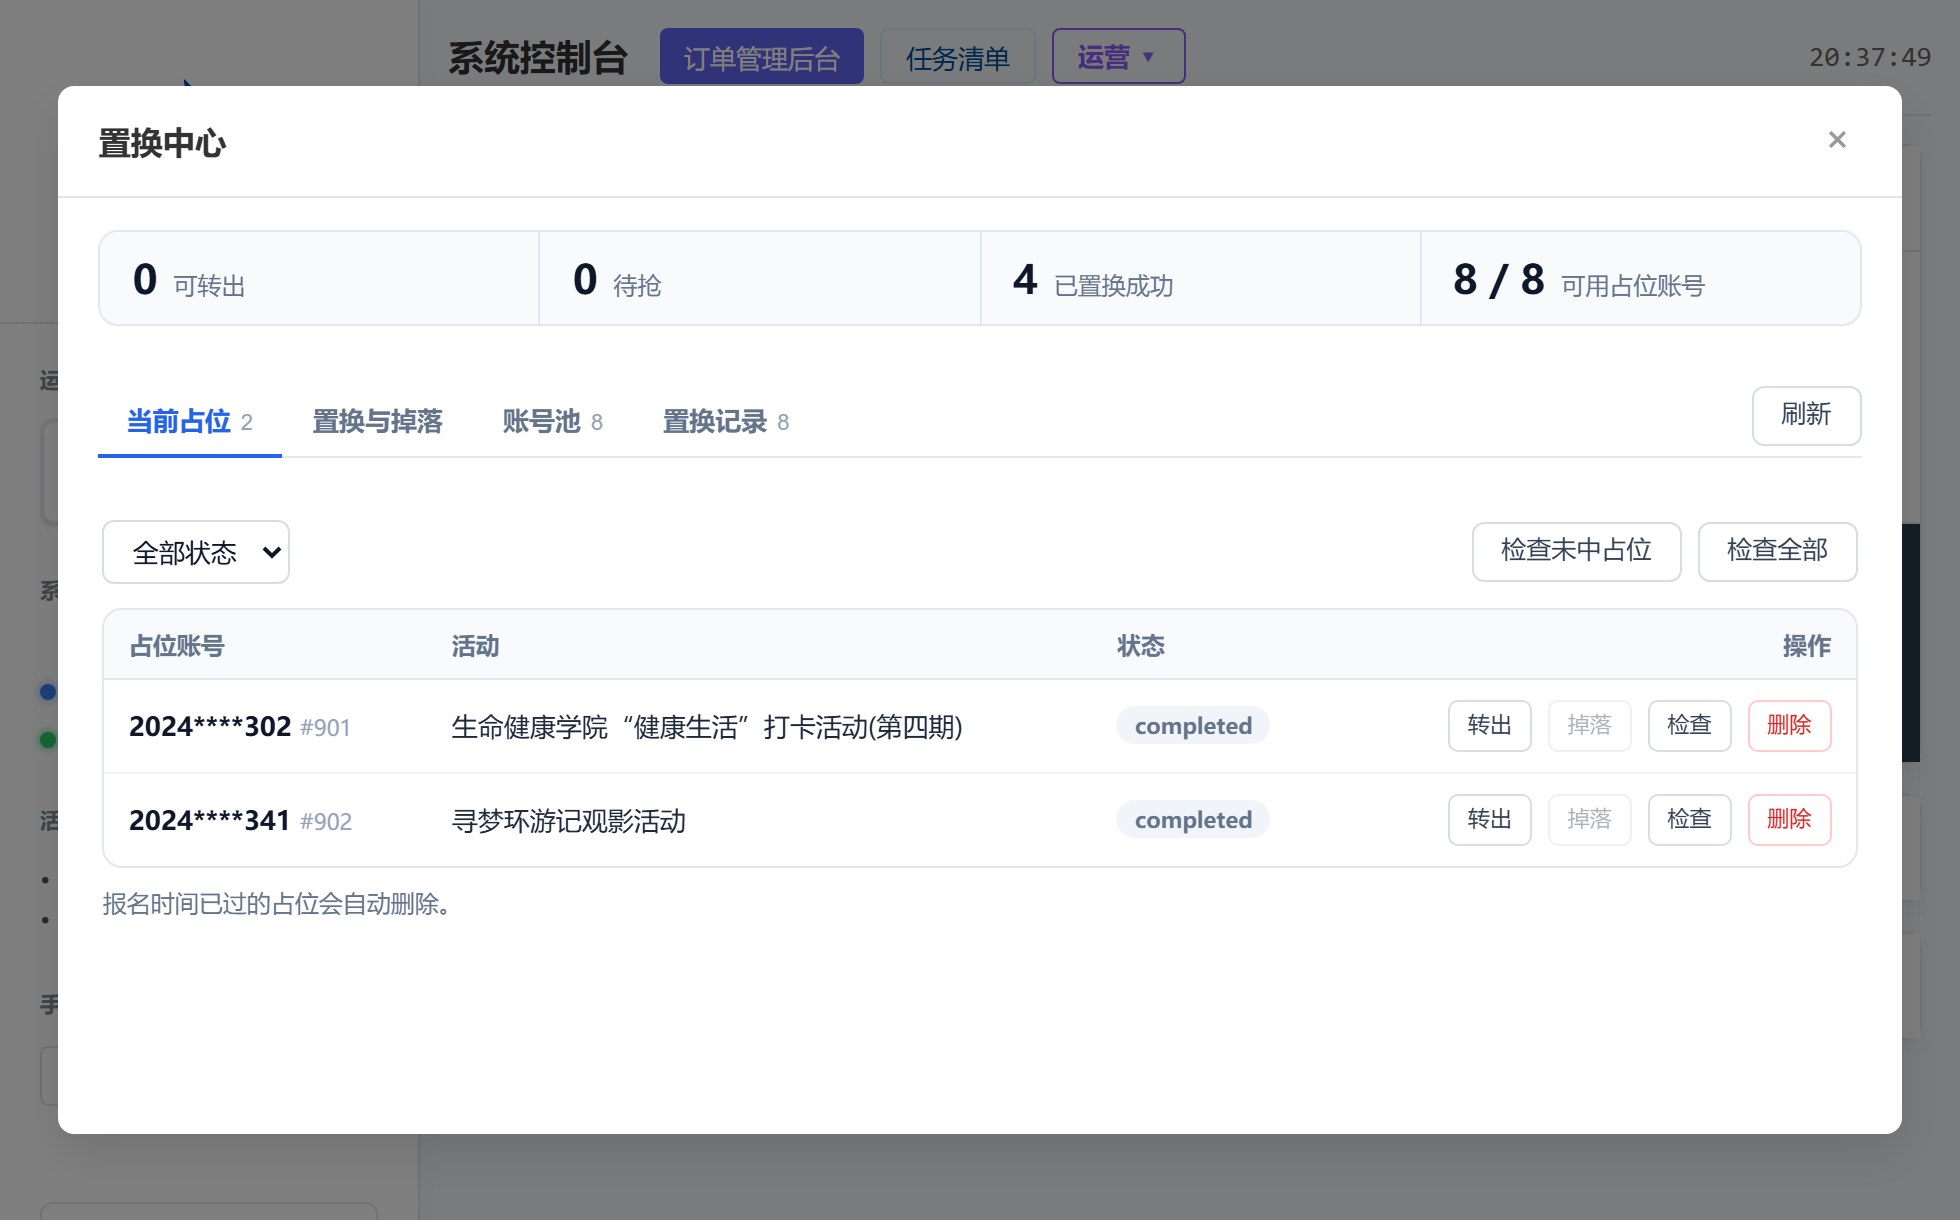 系统控制台 订单管理后台 任务清单 运营 ▼ 20:37:49
置换中心 ×
0 可转出 0 待抢 4 已置换成功 8 / 8 可用占位账号
当前占位 2 置换与掉落 账号池 8 置换记录 8 刷新
全部状态 检查未中占位 检查全部
占位账号 活动 状态 操作
2024****302 #901 生命健康学院“健康生活”打卡活动(第四期) completed 转出 掉落 检查 删除
2024****341 #902 寻梦环游记观影活动 completed 转出 掉落 检查 删除
报名时间已过的占位会自动删除。